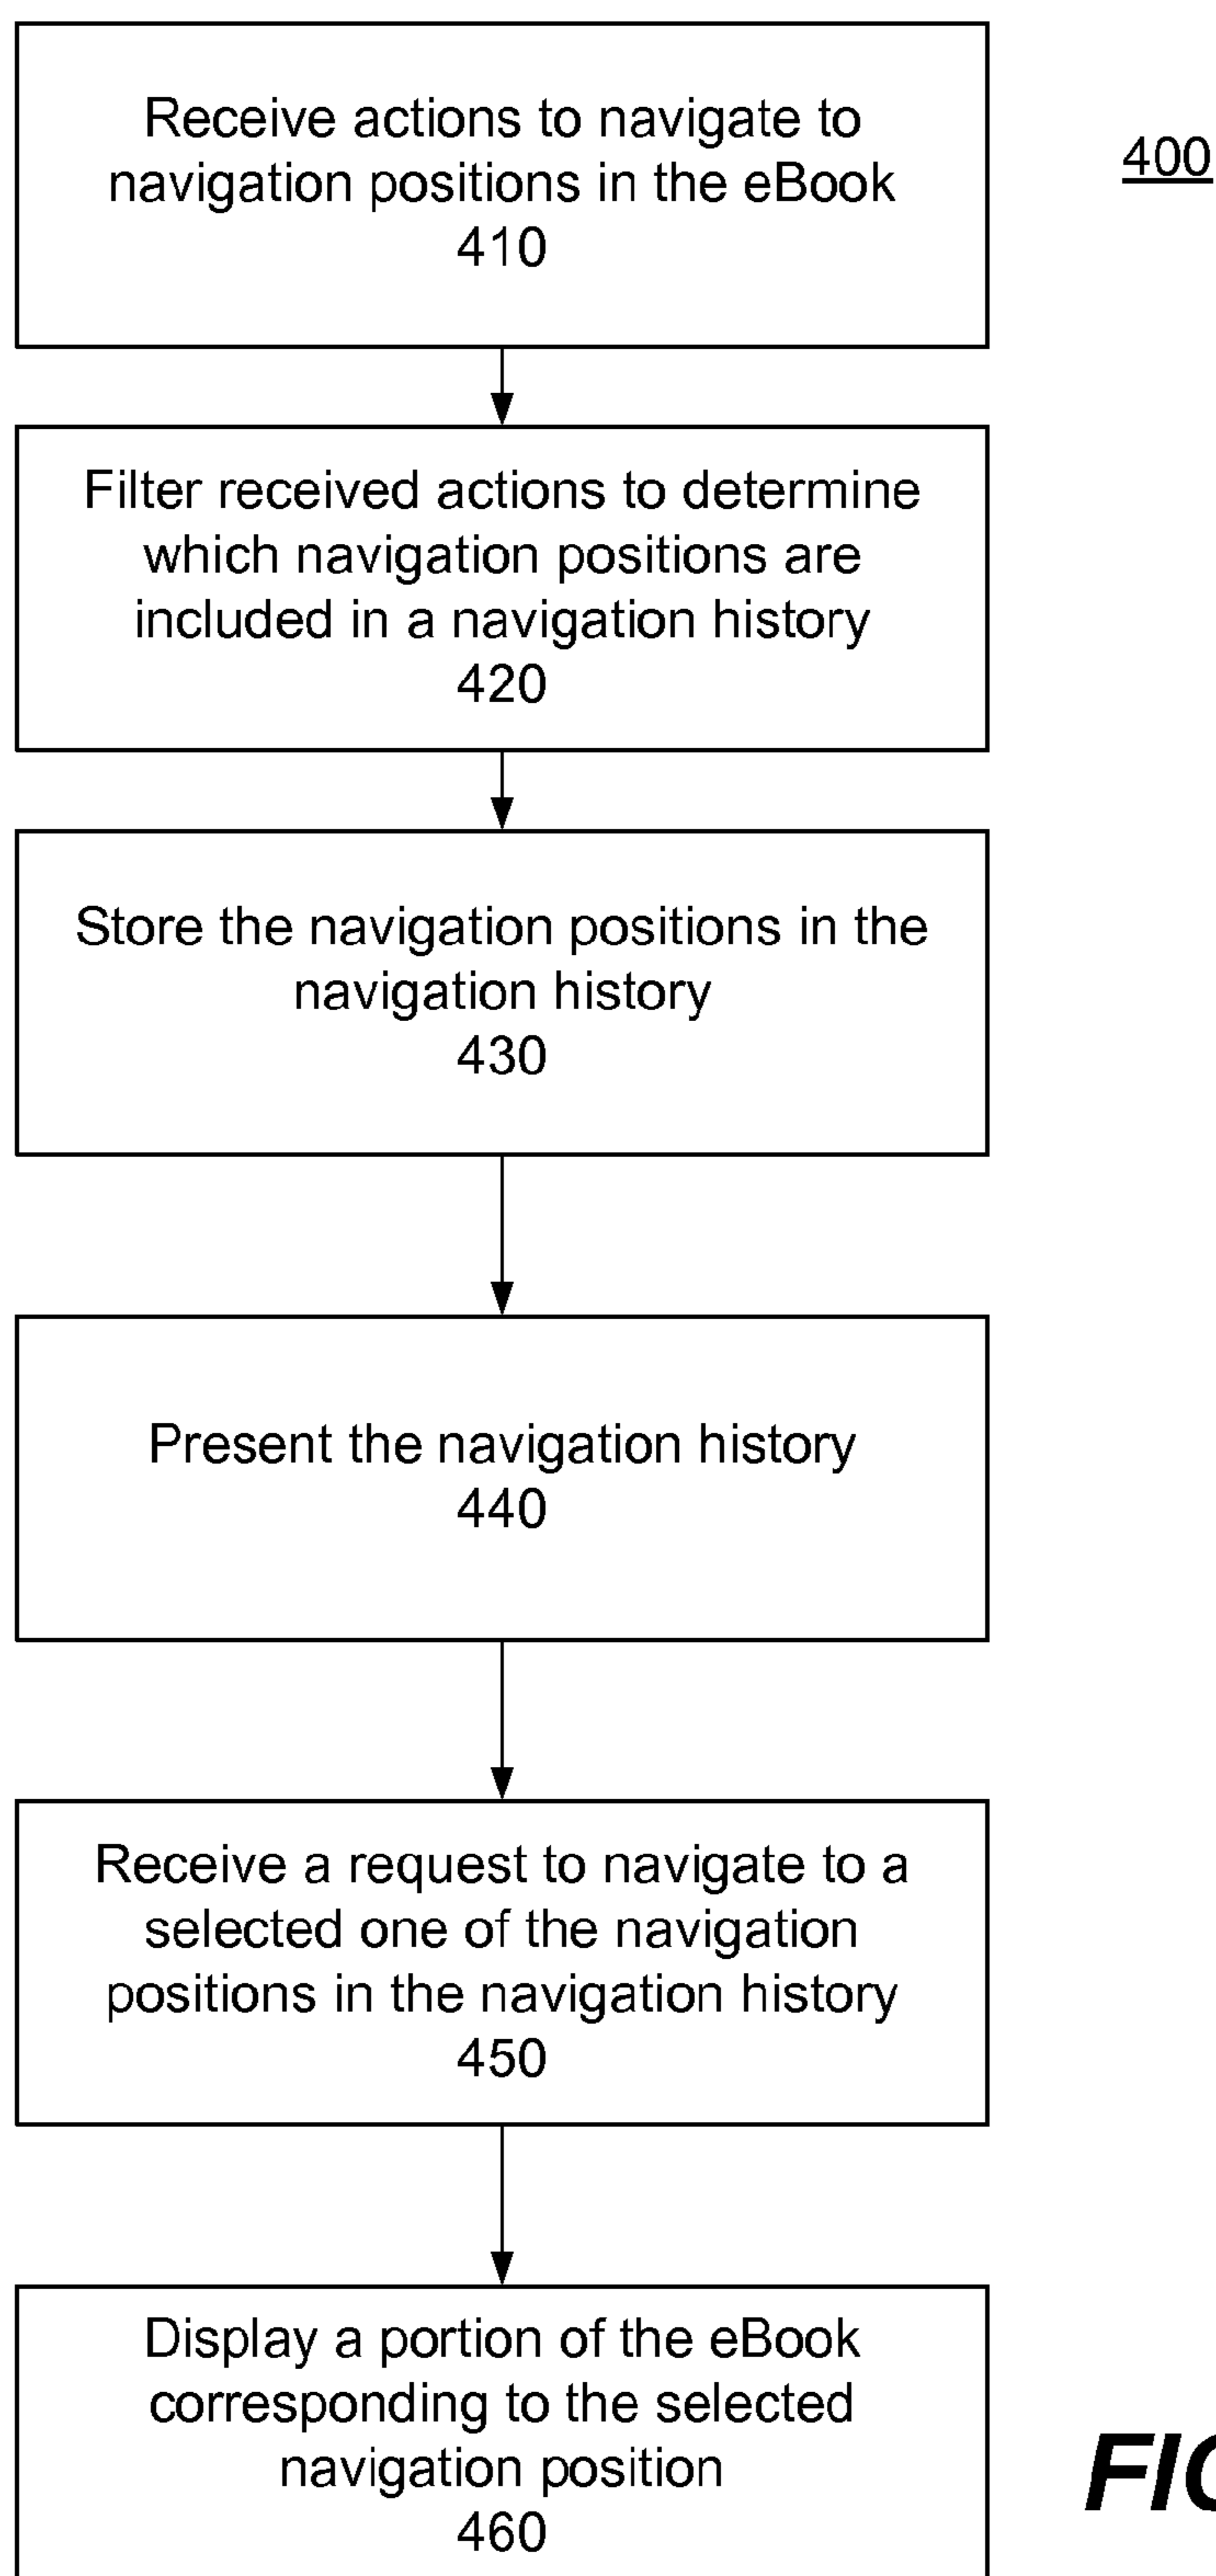 Receive actions to navigate to
navigation positions in the eBook
410
400
Filter received actions to determine
which navigation positions are
included in a navigation history
420
Store the navigation positions in the
navigation history
430
Present the navigation history
440
Receive a request to navigate to a
selected one of the navigation
positions in the navigation history
450
Display a portion of the eBook
corresponding to the selected
navigation position
460